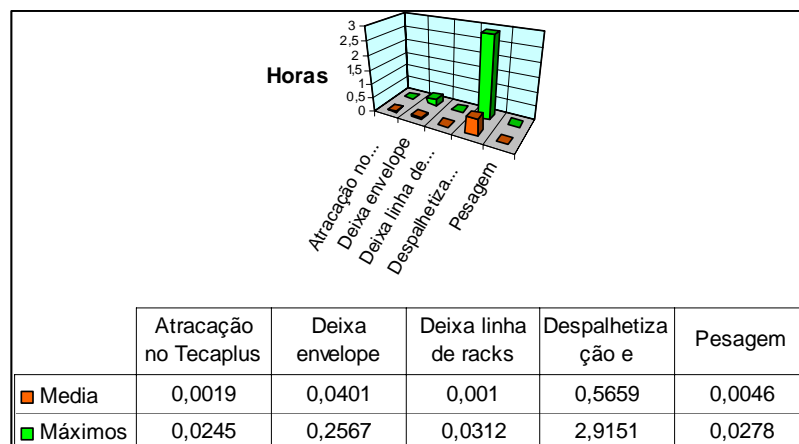 3
2,5
2
1,5
1
0,5
0
Horas
Atracação no...
Deixa envelope
Deixa linha de...
Despalhetiza...
Pesagem
Atracação no Tecaplus
Deixa envelope
Deixa linha de racks
Despalhetiza ção e
Pesagem
Media 0,0019 0,0401 0,001 0,5659 0,0046
Máximos 0,0245 0,2567 0,0312 2,9151 0,0278